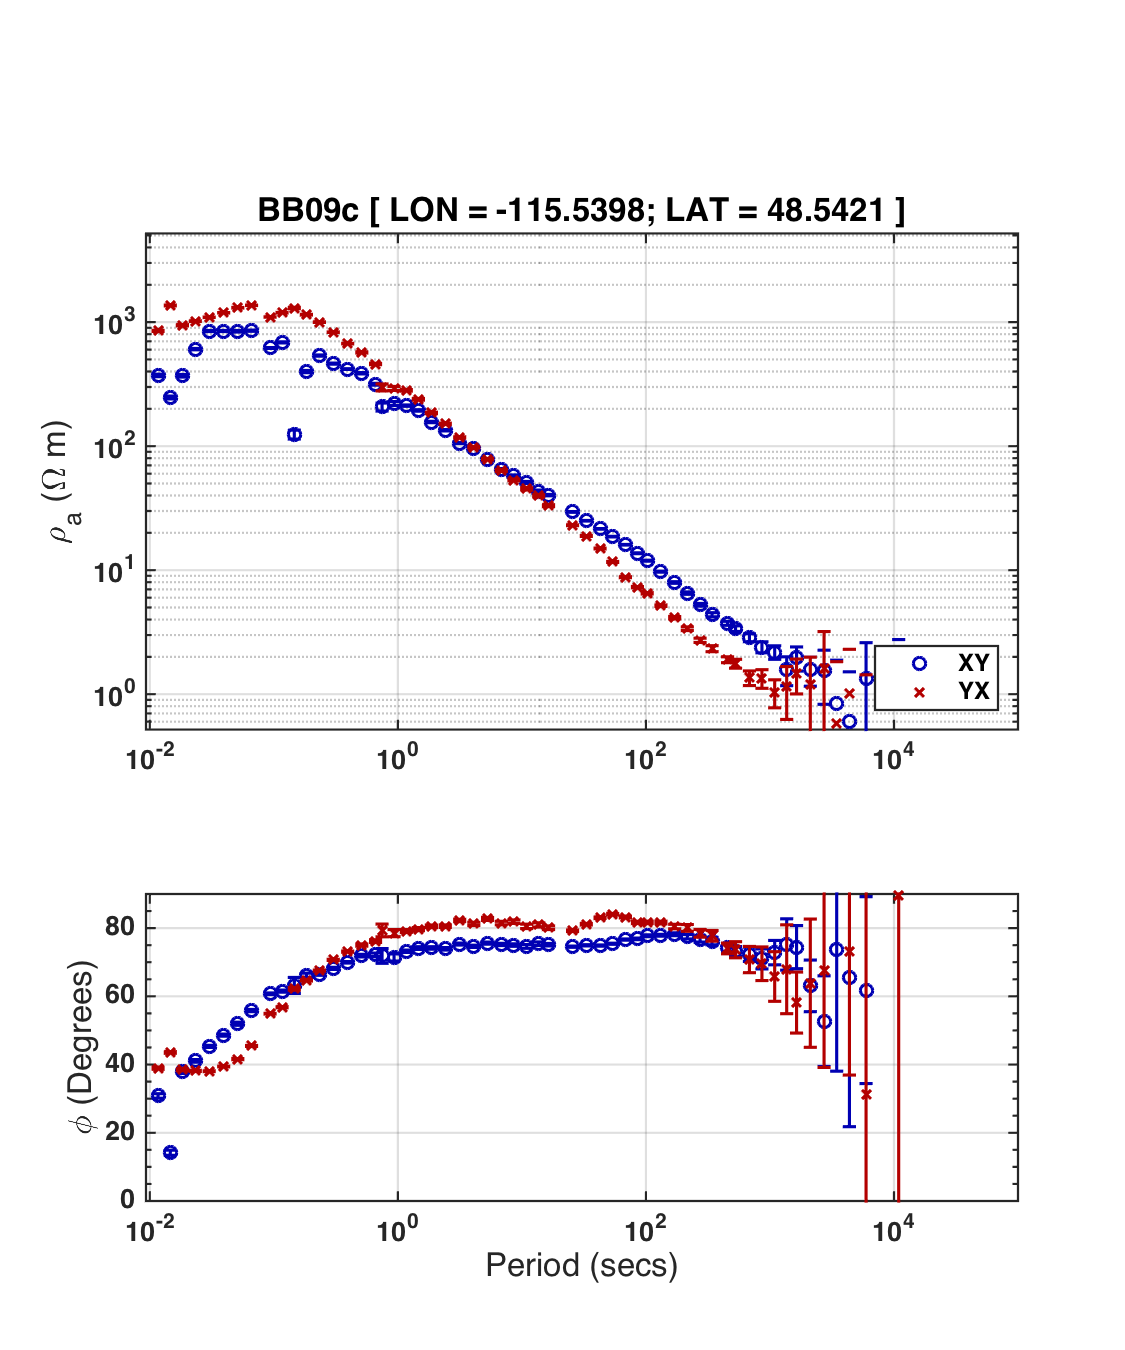 BB09c [ LON = -115.5398; LAT = 48.5421 ]
ρa (Ω m)
10^3
10^2
10^1
10^0
XY
YX
10^-2 10^0 10^2 10^4
ϕ (Degrees)
80
60
40
20
0
10^-2 10^0 10^2 10^4
Period (secs)